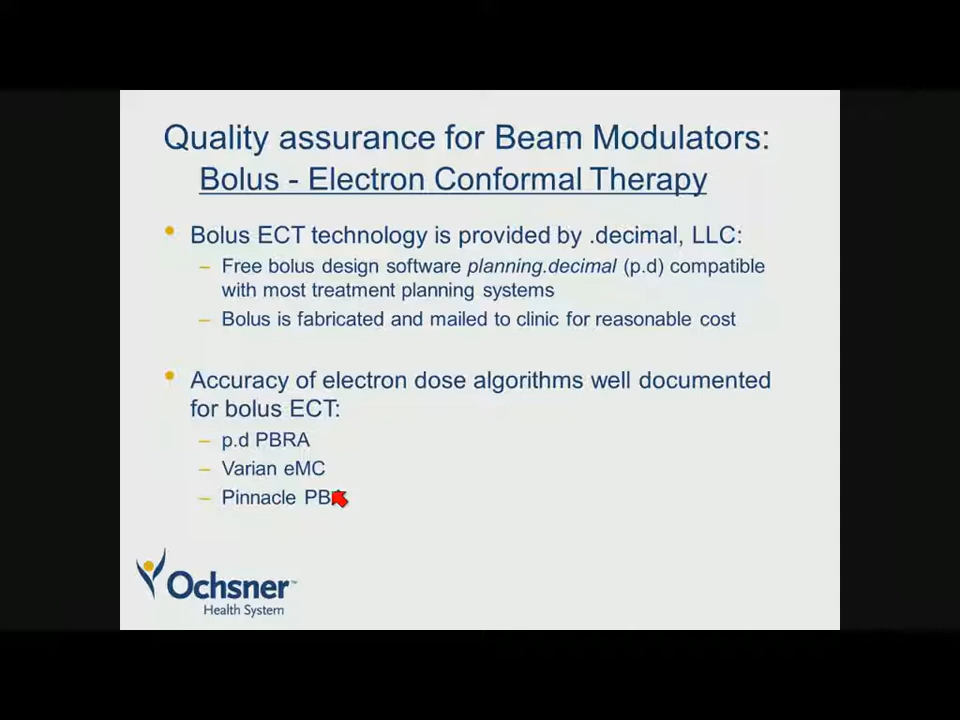 Quality assurance for Beam Modulators:
Bolus - Electron Conformal Therapy
• Bolus ECT technology is provided by .decimal, LLC:
– Free bolus design software planning.decimal (p.d) compatible
with most treatment planning systems
– Bolus is fabricated and mailed to clinic for reasonable cost
• Accuracy of electron dose algorithms well documented
for bolus ECT:
– p.d PBRA
– Varian eMC
– Pinnacle
Ochsner™
Health System